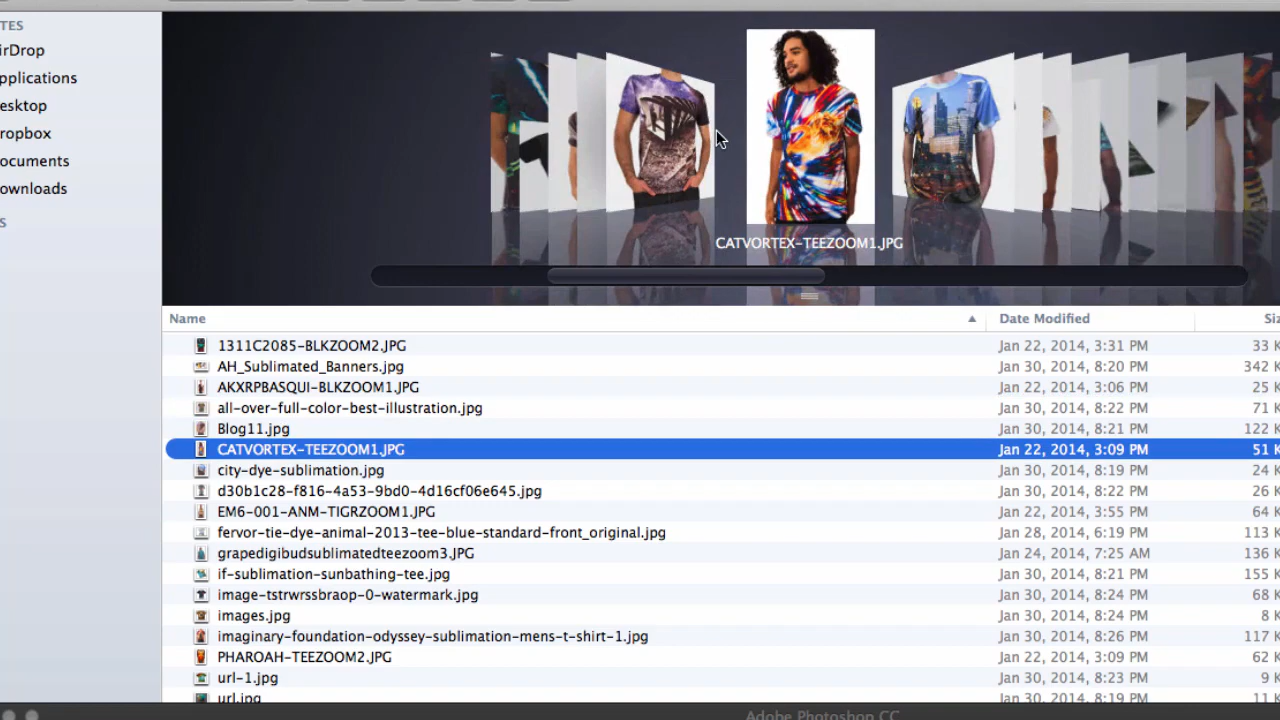 TES
irDrop
pplications
esktop
ropbox
ocuments
ownloads
S
CATVORTEX-TEEZOOM1.JPG
Name Date Modified Siz
1311C2085-BLKZOOM2.JPG Jan 22, 2014, 3:31 PM 33 K
AH_Sublimated_Banners.jpg Jan 30, 2014, 8:20 PM 342 K
AKXRPBASQUI-BLKZOOM1.JPG Jan 22, 2014, 3:06 PM 25 K
all-over-full-color-best-illustration.jpg Jan 30, 2014, 8:22 PM 71 K
Blog11.jpg Jan 30, 2014, 8:21 PM 122 K
CATVORTEX-TEEZOOM1.JPG Jan 22, 2014, 3:09 PM 51 K
city-dye-sublimation.jpg Jan 30, 2014, 8:19 PM 24 K
d30b1c28-f816-4a53-9bd0-4d16cf06e645.jpg Jan 30, 2014, 8:22 PM 26 K
EM6-001-ANM-TIGRZOOM1.JPG Jan 22, 2014, 3:55 PM 64 K
fervor-tie-dye-animal-2013-tee-blue-standard-front_original.jpg Jan 28, 2014, 6:19 PM 113 K
grapedigibudsublimatedteezoom3.JPG Jan 24, 2014, 7:25 AM 136 K
if-sublimation-sunbathing-tee.jpg Jan 30, 2014, 8:21 PM 155 K
image-tstrwrssbraop-0-watermark.jpg Jan 30, 2014, 8:24 PM 68 K
images.jpg Jan 30, 2014, 8:24 PM 8 K
imaginary-foundation-odyssey-sublimation-mens-t-shirt-1.jpg Jan 30, 2014, 8:26 PM 117 K
PHAROAH-TEEZOOM2.JPG Jan 22, 2014, 3:09 PM 62 K
url-1.jpg Jan 30, 2014, 8:23 PM 9 K
url.jpg Jan 30, 2014, 8:19 PM 11 K
Adobe Photoshop CC